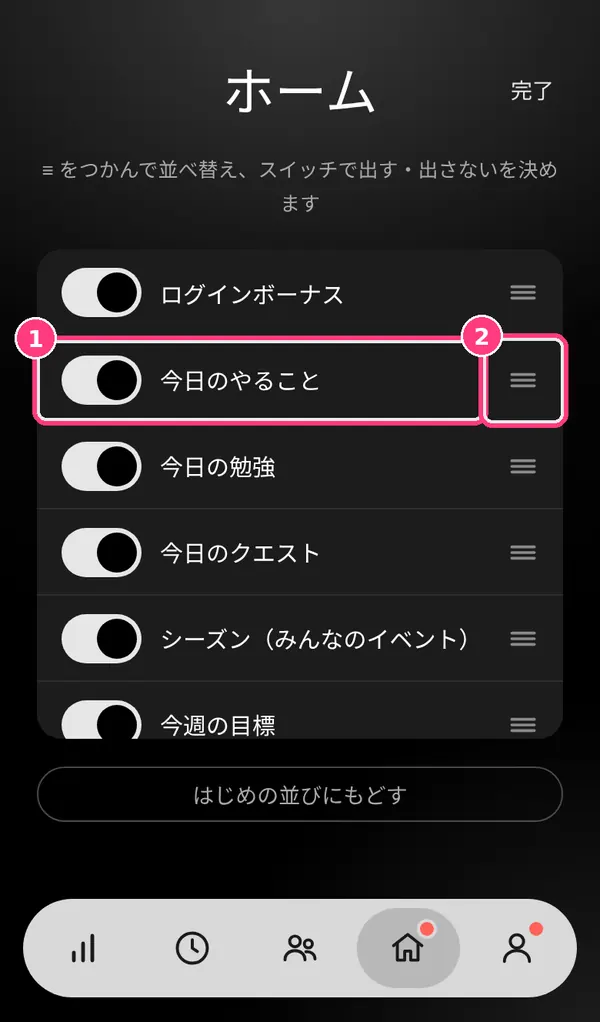 ホーム
完了
≡ をつかんで並べ替え、スイッチで出す・出さないを決め
ます
ログインボーナス
1
2
今日のやること
今日の勉強
今日のクエスト
シーズン（みんなのイベント）
今週の目標
はじめの並びにもどす